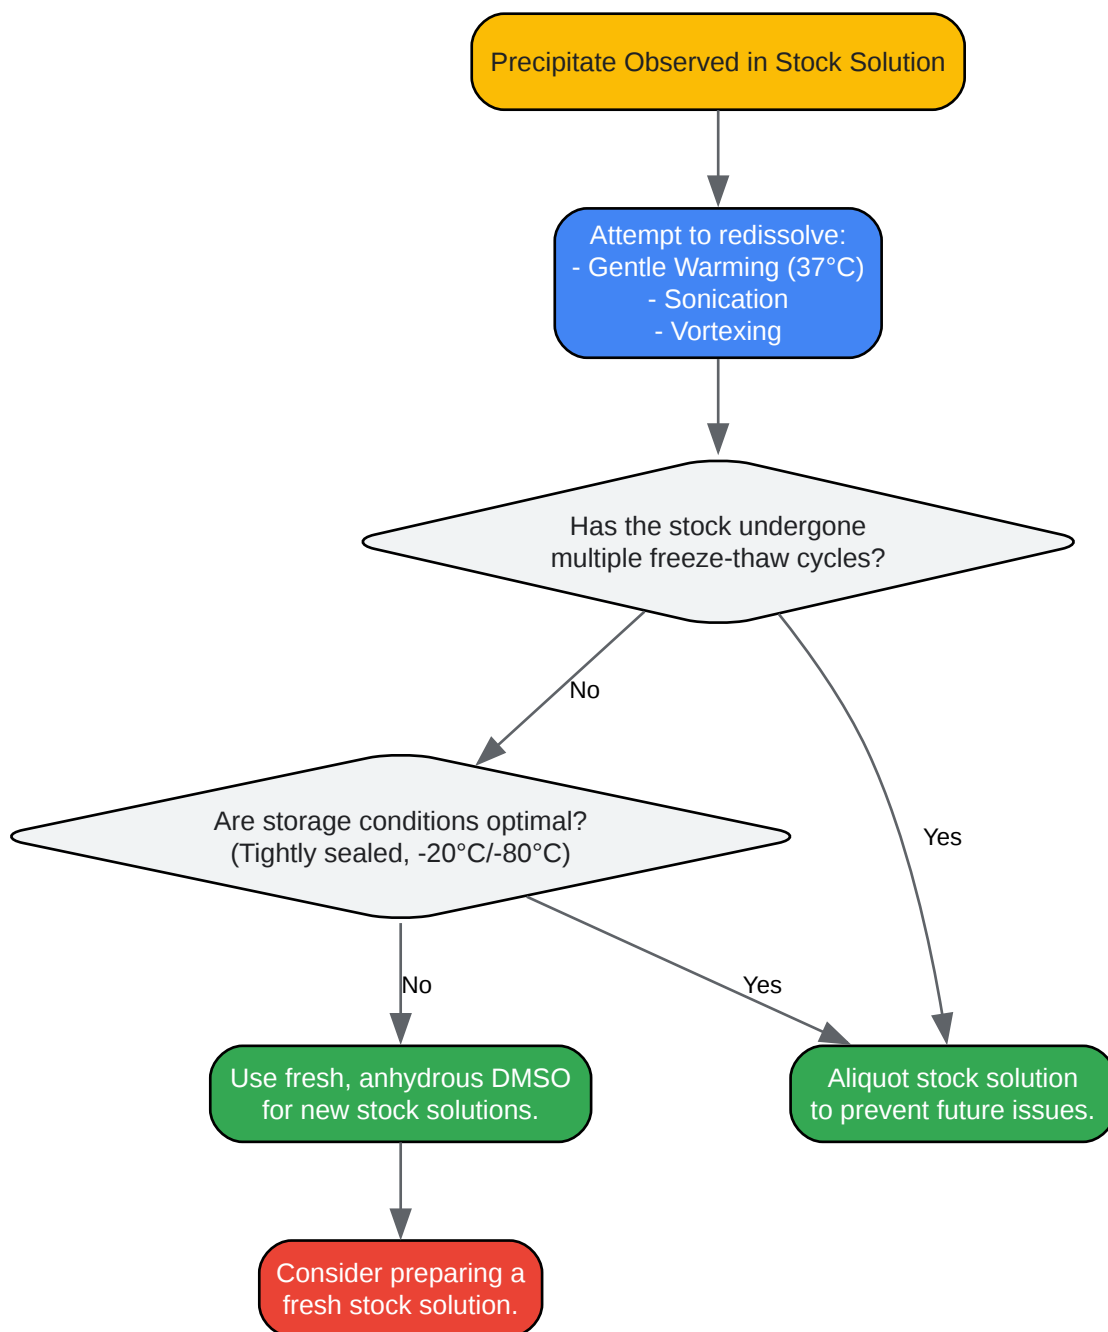 Precipitate Observed in Stock Solution
Attempt to redissolve:
- Gentle Warming (37°C)
- Sonication
- Vortexing
Has the stock undergone
multiple freeze-thaw cycles?
No
Yes
Are storage conditions optimal?
(Tightly sealed, -20°C/-80°C)
No
Yes
Use fresh, anhydrous DMSO
for new stock solutions.
Aliquot stock solution
to prevent future issues.
Consider preparing a
fresh stock solution.